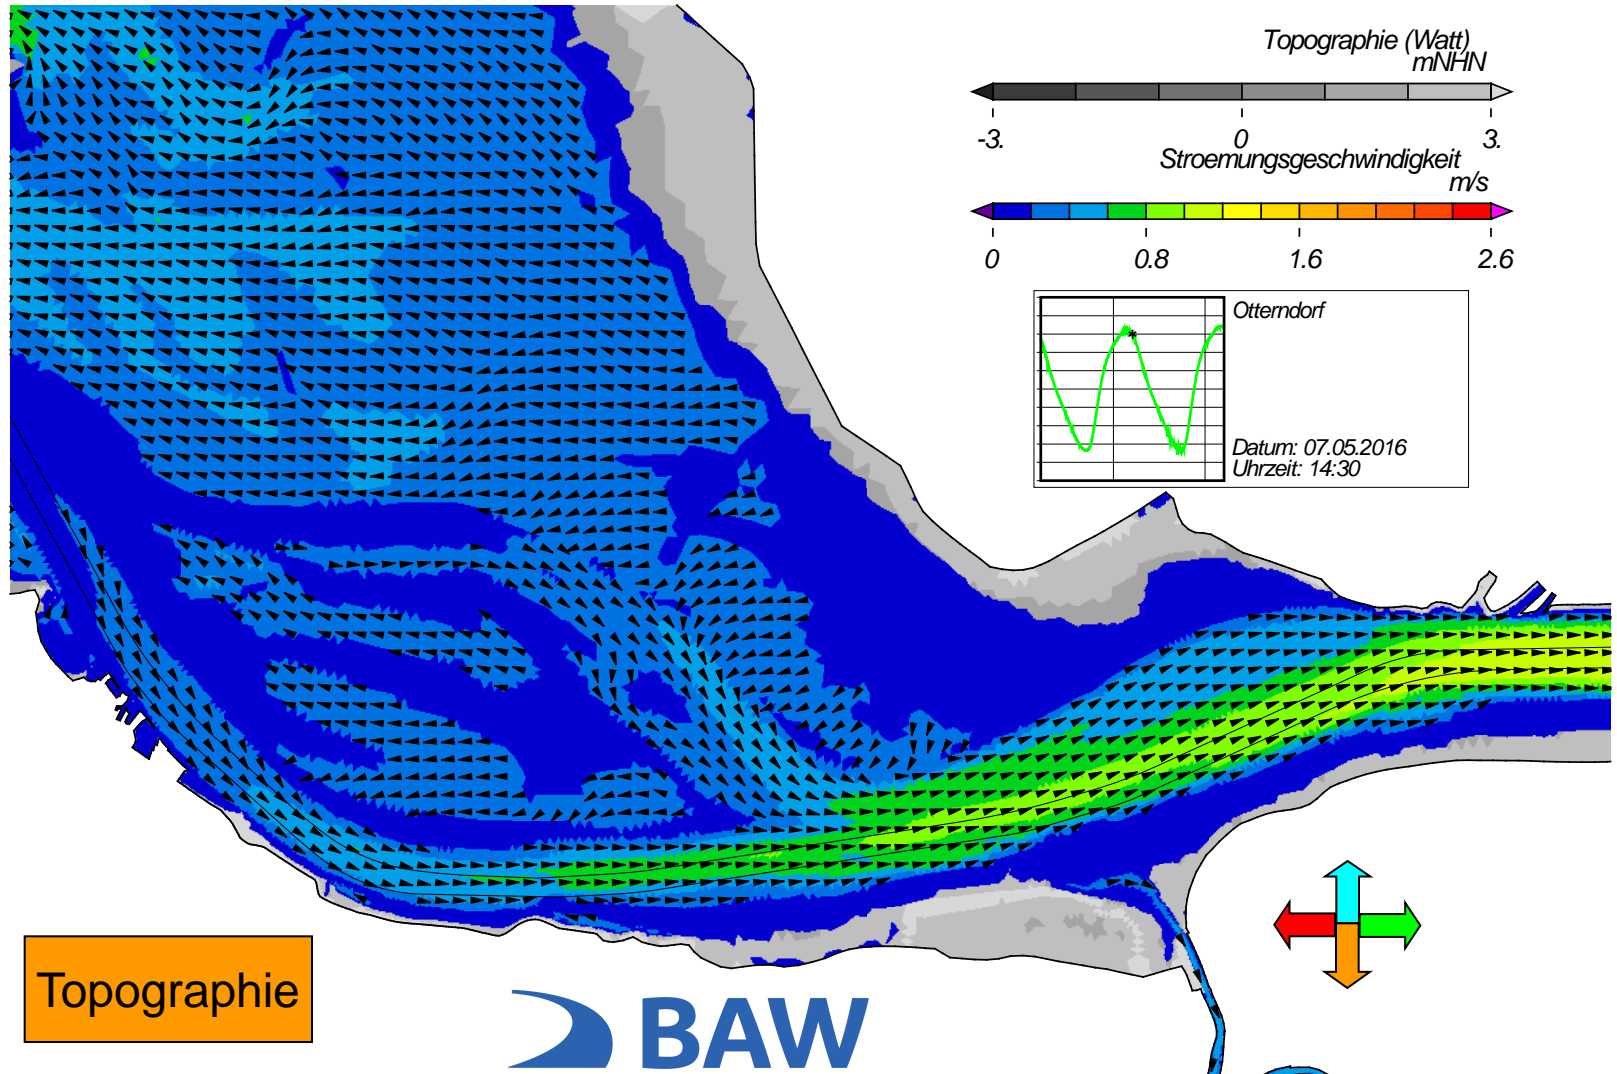 Topographie (Watt)
mNHN
-3. 0 3.
Stroemungsgeschwindigkeit
m/s
0 0.8 1.6 2.6
Otterndorf
Datum: 07.05.2016
Uhrzeit: 14:30
Topographie
BAW